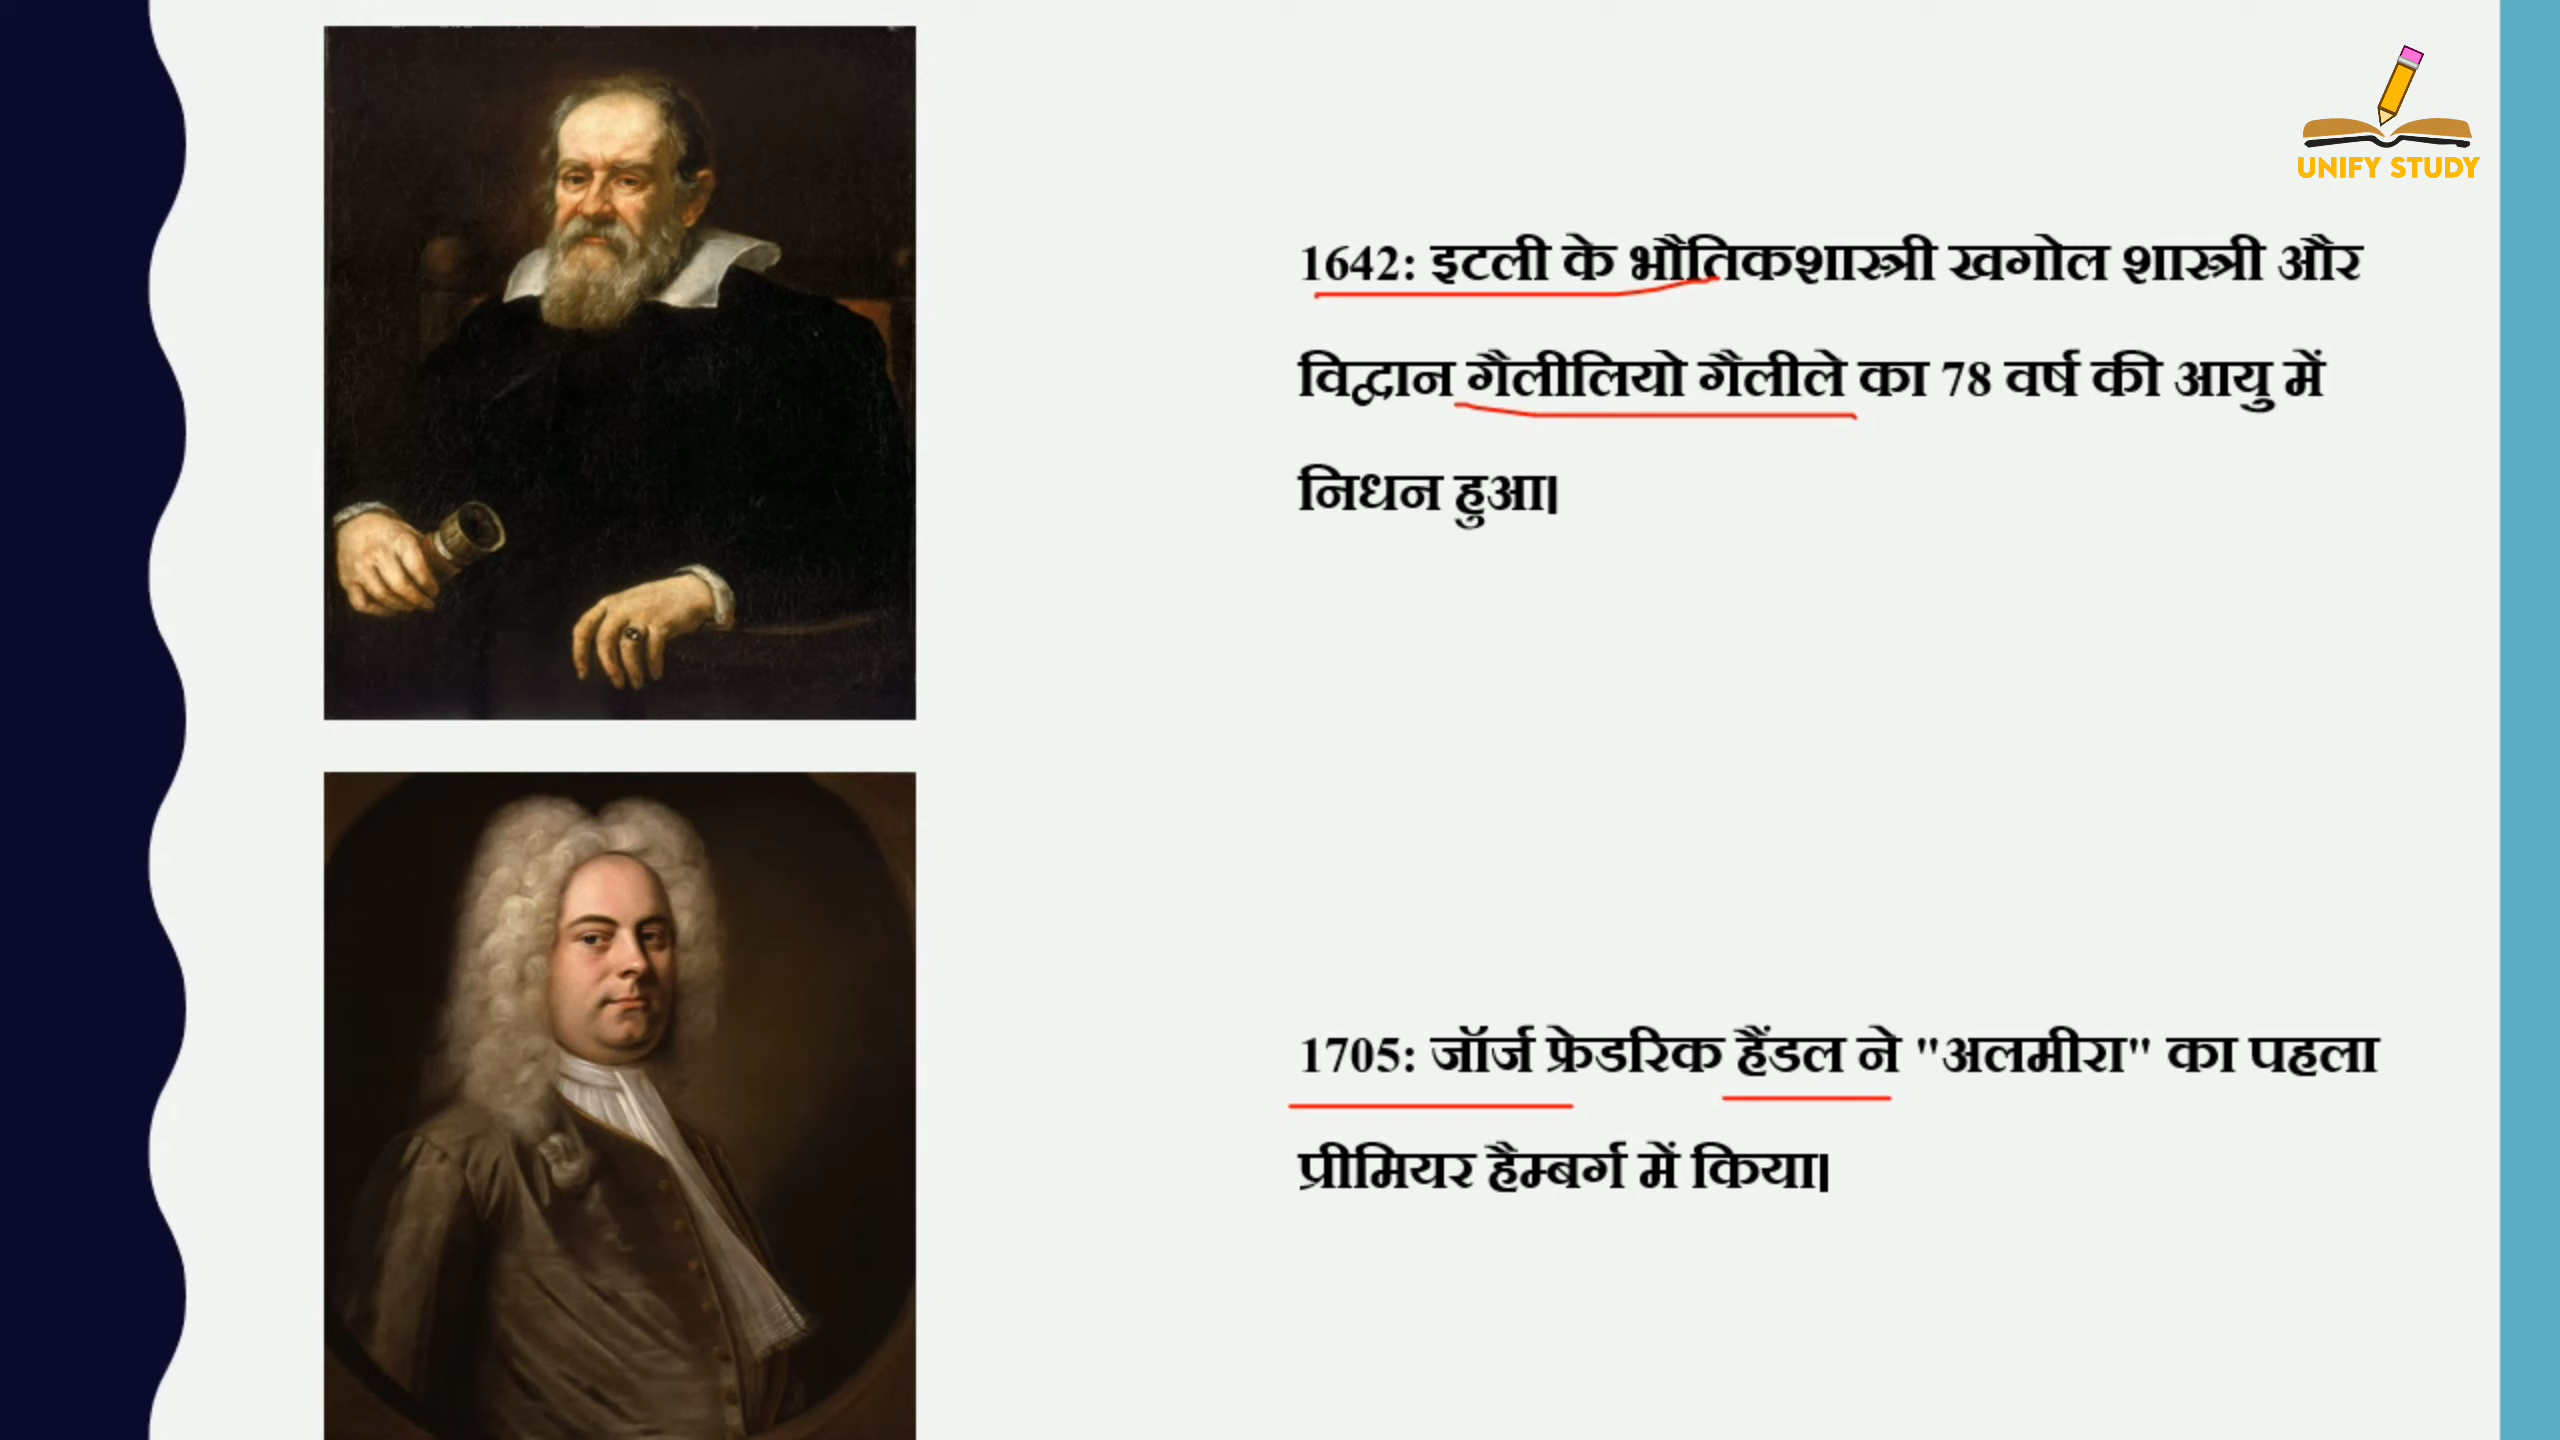 UNIFY STUDY
1642: इटली के भौतिकशास्त्री खगोल शास्त्री और
विद्वान गैलीलियो गैलीले का 78 वर्ष की आयु में
निधन हुआ।
1705: जॉर्ज फ्रेडरिक हैंडल ने "अलमीरा" का पहला
प्रीमियर हैम्बर्ग में किया।